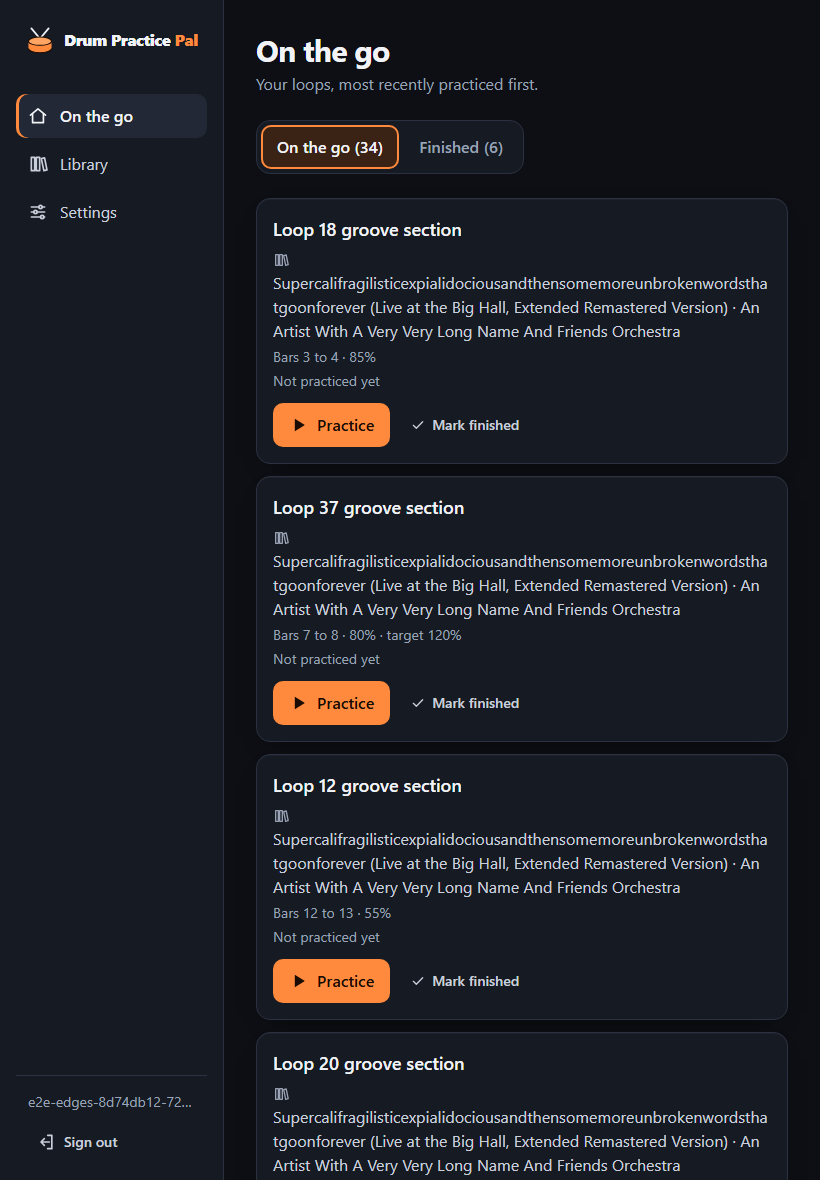 Drum Practice Pal
On the go
Library
Settings
e2e-edges-8d74db12-72...
Sign out
On the go
Your loops, most recently practiced first.
On the go (34)
Finished (6)
Loop 18 groove section
Supercalifragilisticexpialidociousandthensomemoreunbrokenwordstha
tgoonforever (Live at the Big Hall, Extended Remastered Version) · An
Artist With A Very Very Long Name And Friends Orchestra
Bars 3 to 4 · 85%
Not practiced yet
Practice
Mark finished
Loop 37 groove section
Supercalifragilisticexpialidociousandthensomemoreunbrokenwordstha
tgoonforever (Live at the Big Hall, Extended Remastered Version) · An
Artist With A Very Very Long Name And Friends Orchestra
Bars 7 to 8 · 80% · target 120%
Not practiced yet
Practice
Mark finished
Loop 12 groove section
Supercalifragilisticexpialidociousandthensomemoreunbrokenwordstha
tgoonforever (Live at the Big Hall, Extended Remastered Version) · An
Artist With A Very Very Long Name And Friends Orchestra
Bars 12 to 13 · 55%
Not practiced yet
Practice
Mark finished
Loop 20 groove section
Supercalifragilisticexpialidociousandthensomemoreunbrokenwordstha
tgoonforever (Live at the Big Hall, Extended Remastered Version) · An
Artist With A Very Very Long Name And Friends Orchestra